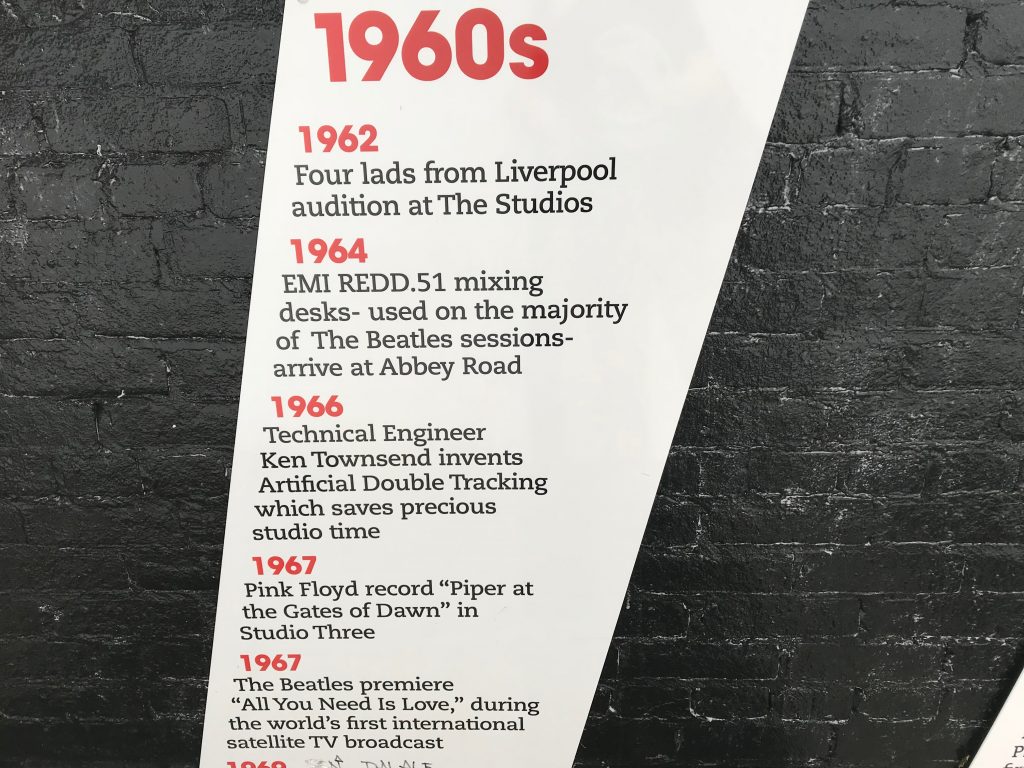 1960s
1962
Four lads from Liverpool
audition at The Studios
1964
EMI REDD.51 mixing
desks- used on the majority
of The Beatles sessions-
arrive at Abbey Road
1966
Technical Engineer
Ken Townsend invents
Artificial Double Tracking
which saves precious
studio time
1967
Pink Floyd record “Piper at
the Gates of Dawn” in
Studio Three
1967
The Beatles premiere
“All You Need Is Love,” during
the world’s first international
satellite TV broadcast